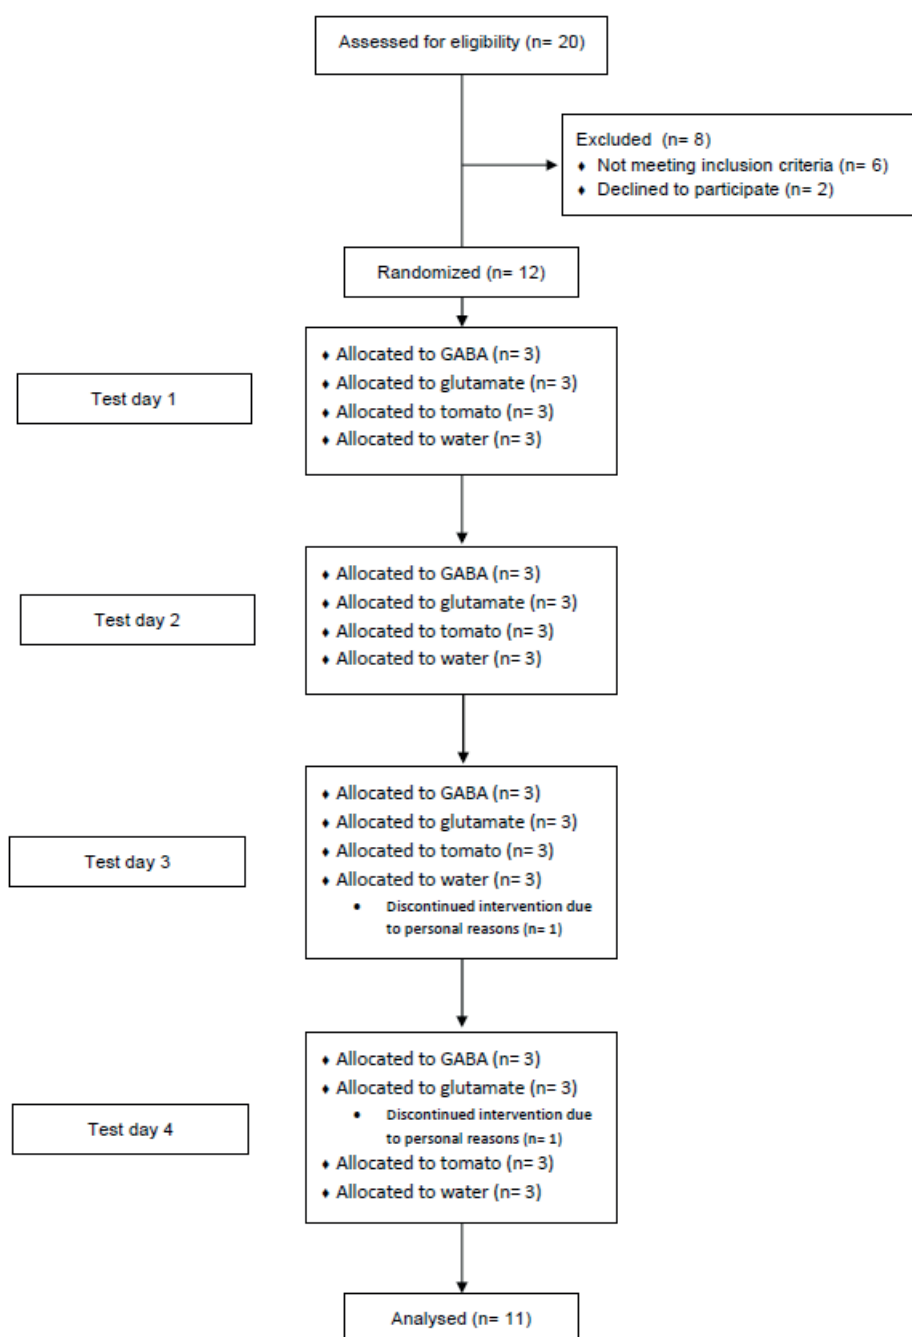 Assessed for eligibility (n= 20)
Excluded (n= 8)
♦ Not meeting inclusion criteria (n= 6)
♦ Declined to participate (n= 2)
Randomized (n= 12)
Test day 1
♦ Allocated to GABA (n= 3)
♦ Allocated to glutamate (n= 3)
♦ Allocated to tomato (n= 3)
♦ Allocated to water (n= 3)
Test day 2
♦ Allocated to GABA (n= 3)
♦ Allocated to glutamate (n= 3)
♦ Allocated to tomato (n= 3)
♦ Allocated to water (n= 3)
Test day 3
♦ Allocated to GABA (n= 3)
♦ Allocated to glutamate (n= 3)
♦ Allocated to tomato (n= 3)
♦ Allocated to water (n= 3)
• Discontinued intervention due
to personal reasons (n= 1)
Test day 4
♦ Allocated to GABA (n= 3)
♦ Allocated to glutamate (n= 3)
• Discontinued intervention due
to personal reasons (n= 1)
♦ Allocated to tomato (n= 3)
♦ Allocated to water (n= 3)
Analysed (n= 11)